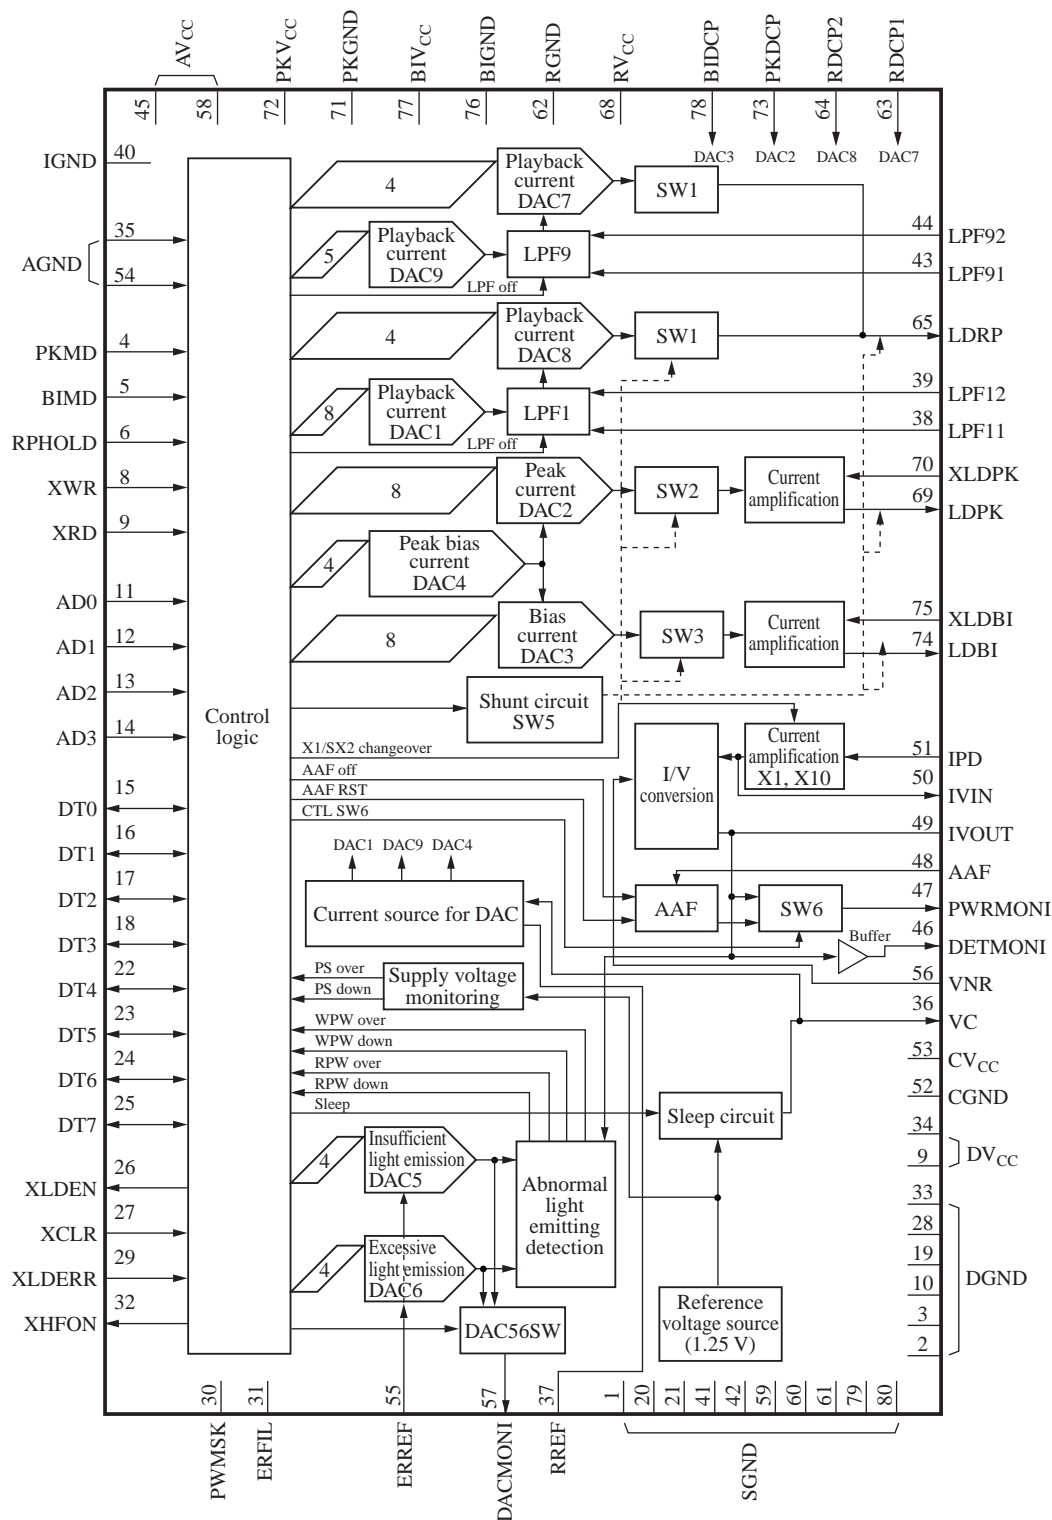 AVCC
PKVCC
PKGND
BIVCC
BIGND
RGND
RVCC
BIDCP
PKDCP
RDCP2
RDCP1
45
58
72
71
77
76
62
68
78
73
64
63
DAC3
DAC2
DAC8
DAC7
IGND
40
AGND
35
54
PKMD
4
BIMD
5
RPHOLD
6
XWR
8
XRD
9
AD0
11
AD1
12
AD2
13
AD3
14
DT0
15
DT1
16
DT2
17
DT3
18
DT4
22
DT5
23
DT6
24
DT7
25
XLDEN
26
XCLR
27
XLDERR
29
XHFON
32
Control
logic
4
Playback
current
DAC7
SW1
5
Playback
current
DAC9
LPF9
LPF off
4
Playback
current
DAC8
SW1
8
Playback
current
DAC1
LPF1
LPF off
8
Peak
current
DAC2
SW2
Current
amplification
4
Peak bias
current
DAC4
8
Bias
current
DAC3
SW3
Current
amplification
Shunt circuit
SW5
X1/SX2 changeover
AAF off
AAF RST
CTL SW6
I/V
conversion
Current
amplification
X1, X10
DAC1
DAC9
DAC4
Current source for DAC
AAF
SW6
Buffer
PS over
PS down
Supply voltage
monitoring
WPW over
WPW down
RPW over
RPW down
Sleep
Sleep circuit
4
Insufficient
light emission
DAC5
Abnormal
light
emitting
detection
4
Excessive
light emission
DAC6
DAC56SW
Reference
voltage source
(1.25 V)
44
LPF92
43
LPF91
65
LDRP
39
LPF12
38
LPF11
70
XLDPK
69
LDPK
75
XLDBI
74
LDBI
51
IPD
50
IVIN
49
IVOUT
48
AAF
47
PWRMONI
46
DETMONI
56
VNR
36
VC
53
CVCC
52
CGND
34
9
DVCC
33
28
19
10
3
2
DGND
30
31
55
57
37
1
20
21
41
42
59
60
61
79
80
PWMSK
ERFIL
ERREF
DACMONI
RREF
SGND